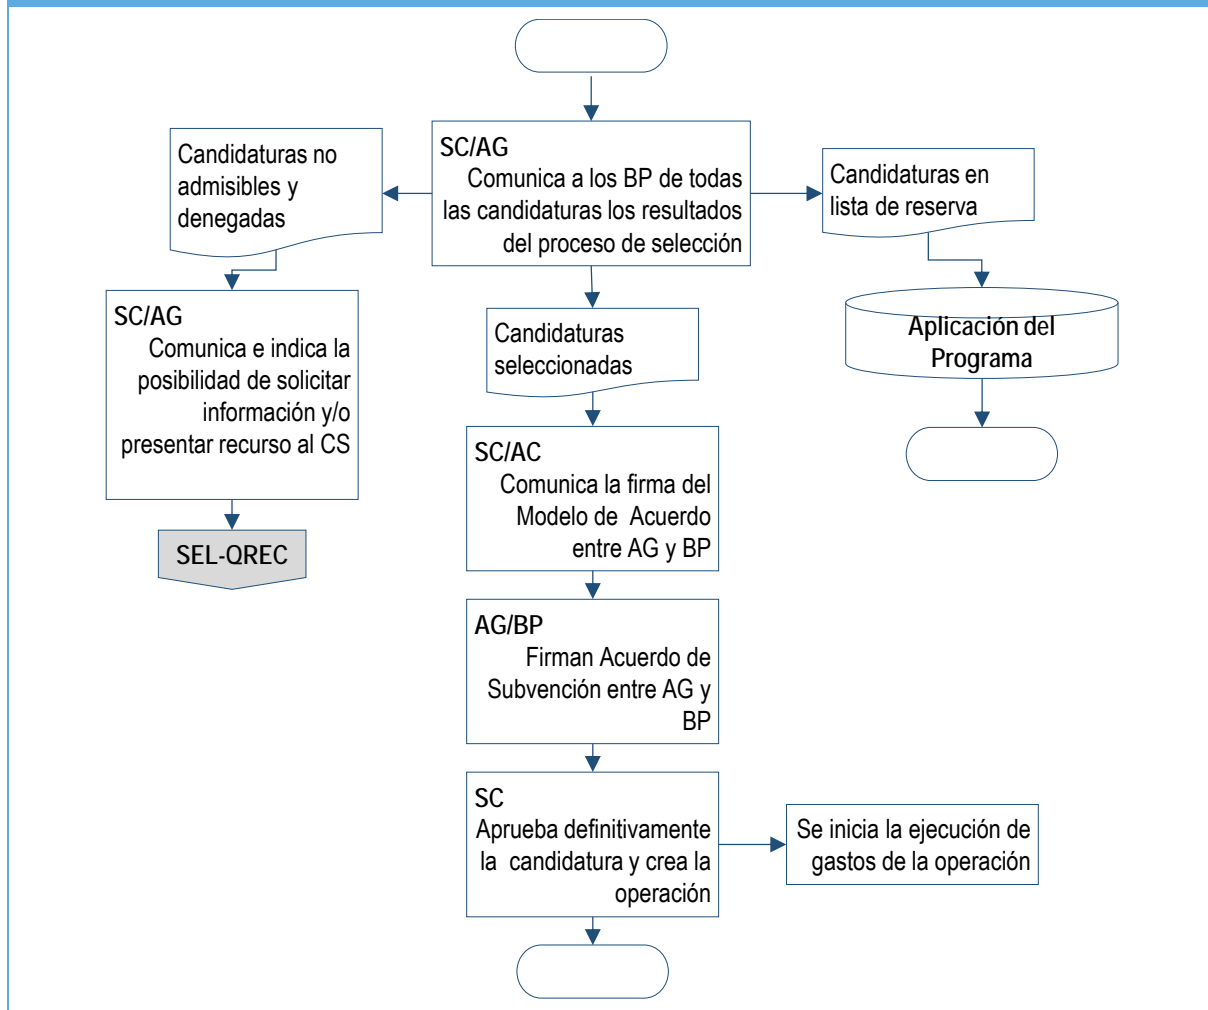 SC/AG
Comunica a los BP de todas
las candidaturas los resultados
del proceso de selección
Candidaturas no
admisibles y
denegadas
Candidaturas en
lista de reserva
SC/AG
Comunica e indica la
posibilidad de solicitar
información y/o
presentar recurso al CS
Candidaturas
seleccionadas
Aplicación del
Programa
SC/AC
Comunica la firma del
Modelo de Acuerdo
entre AG y BP
SEL-QREC
AG/BP
Firman Acuerdo de
Subvención entre AG y
BP
SC
Aprueba definitivamente
la candidatura y crea la
operación
Se inicia la ejecución de
gastos de la operación